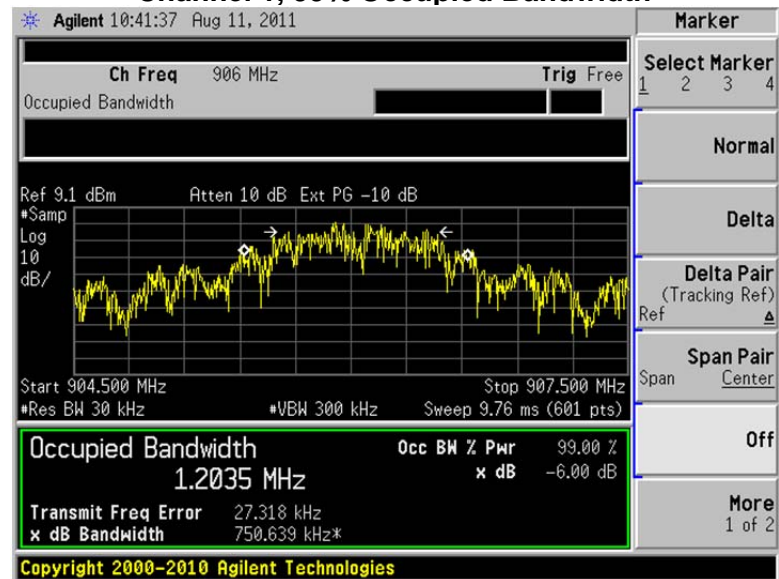 Agilent 10:41:37 Aug 11, 2011
Marker
Ch Freq 906 MHz Trig Free
Occupied Bandwidth
Select Marker
1 2 3 4
Normal
Delta
Delta Pair
(Tracking Ref)
Ref Δ
Span Pair
Span Center
Off
More
1 of 2
Ref 9.1 dBm Atten 10 dB Ext PG -10 dB
#Samp
Log
10
dB/
Start 904.500 MHz Stop 907.500 MHz
#Res BW 30 kHz #VBW 300 kHz Sweep 9.76 ms (601 pts)
Occupied Bandwidth
1.2035 MHz
Occ BW % Pwr 99.00 %
x dB -6.00 dB
Transmit Freq Error 27.318 kHz
x dB Bandwidth 750.639 kHz*
Copyright 2000-2010 Agilent Technologies